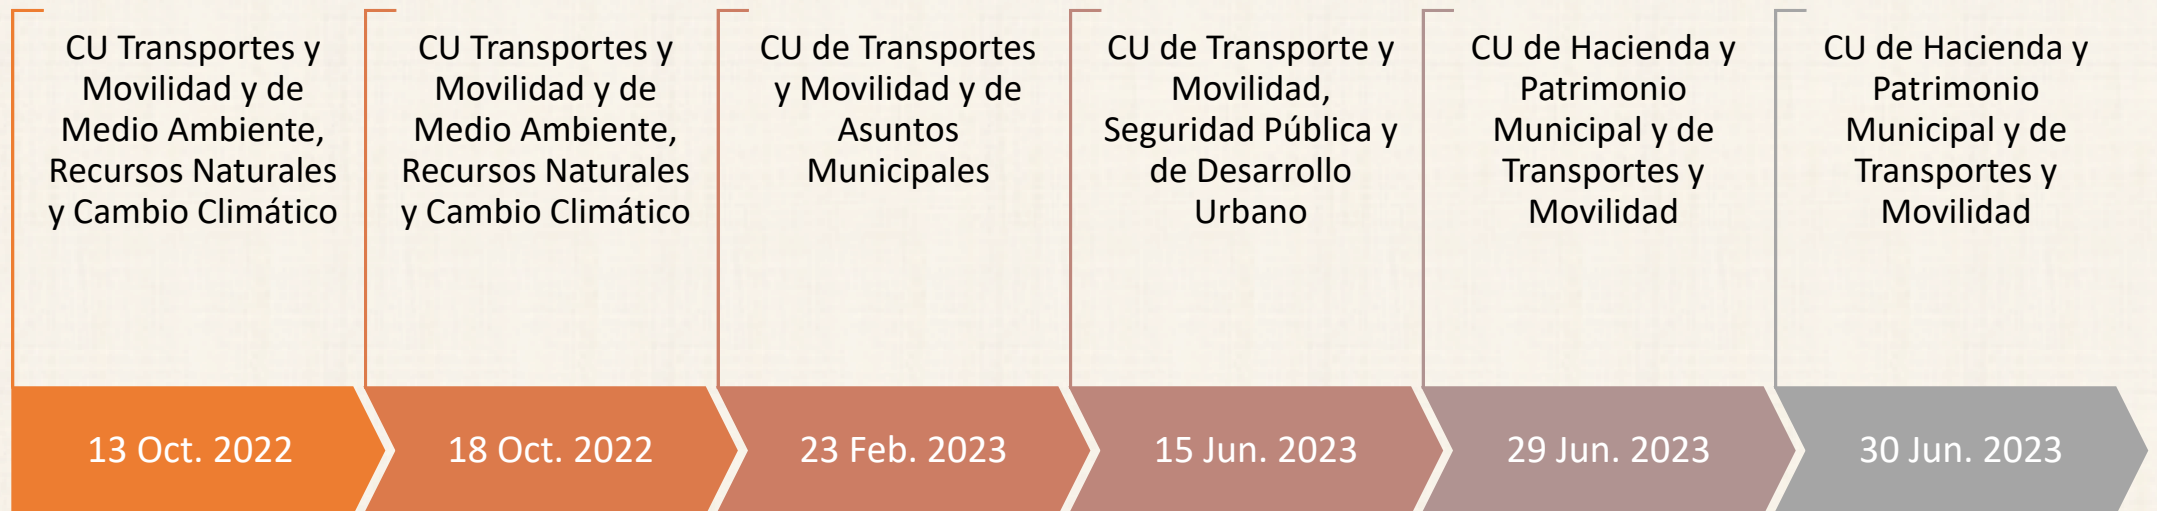 CU Transportes y
Movilidad y de
Medio Ambiente,
Recursos Naturales
y Cambio Climático
CU Transportes y
Movilidad y de
Medio Ambiente,
Recursos Naturales
y Cambio Climático
CU de Transportes
y Movilidad y de
Asuntos
Municipales
CU de Transporte y
Movilidad,
Seguridad Pública y
de Desarrollo
Urbano
CU de Hacienda y
Patrimonio
Municipal y de
Transportes y
Movilidad
CU de Hacienda y
Patrimonio
Municipal y de
Transportes y
Movilidad
13 Oct. 2022
18 Oct. 2022
23 Feb. 2023
15 Jun. 2023
29 Jun. 2023
30 Jun. 2023